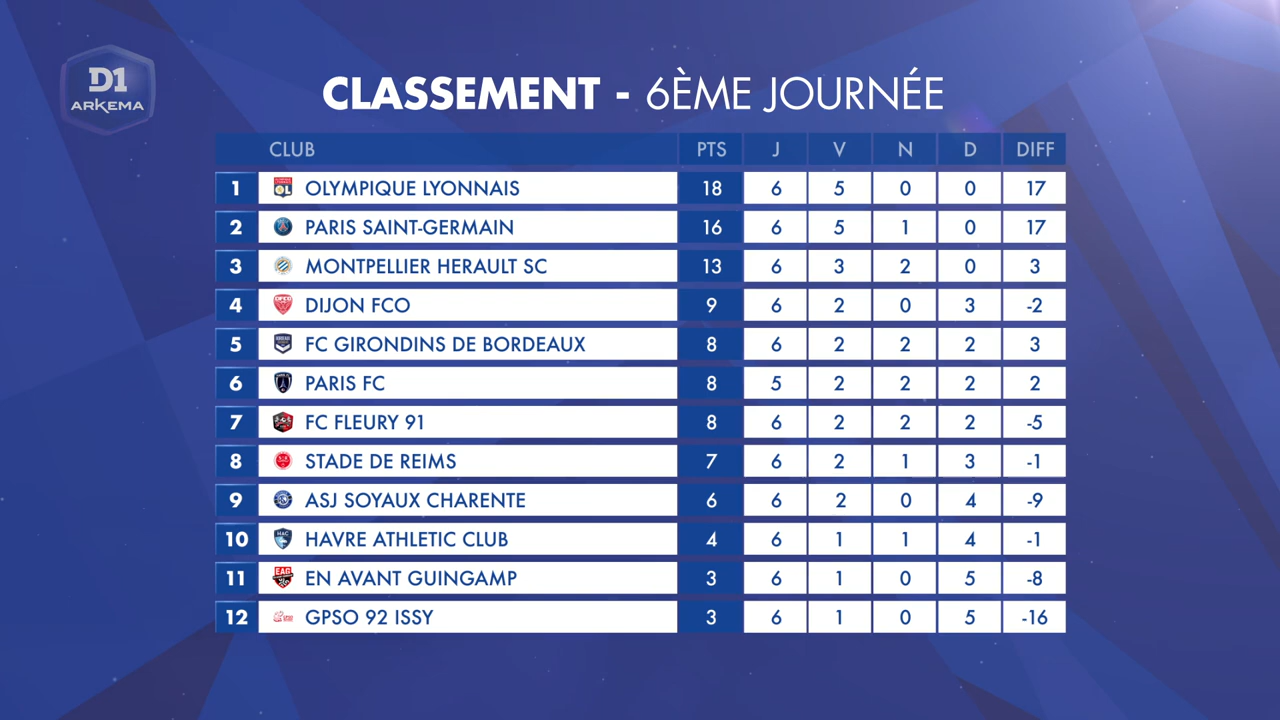 D1
ARKEMA
CLASSEMENT - 6ÈME JOURNÉE
CLUB PTS J V N D DIFF
1 OLYMPIQUE LYONNAIS 18 6 5 0 0 17
2 PARIS SAINT-GERMAIN 16 6 5 1 0 17
3 MONTPELLIER HERAULT SC 13 6 3 2 0 3
4 DIJON FCO 9 6 2 0 3 -2
5 FC GIRONDINS DE BORDEAUX 8 6 2 2 2 3
6 PARIS FC 8 5 2 2 2 2
7 FC FLEURY 91 8 6 2 2 2 -5
8 STADE DE REIMS 7 6 2 1 3 -1
9 ASJ SOYAUX CHARENTE 6 6 2 0 4 -9
10 HAVRE ATHLETIC CLUB 4 6 1 1 4 -1
11 EN AVANT GUINGAMP 3 6 1 0 5 -8
12 GPSO 92 ISSY 3 6 1 0 5 -16